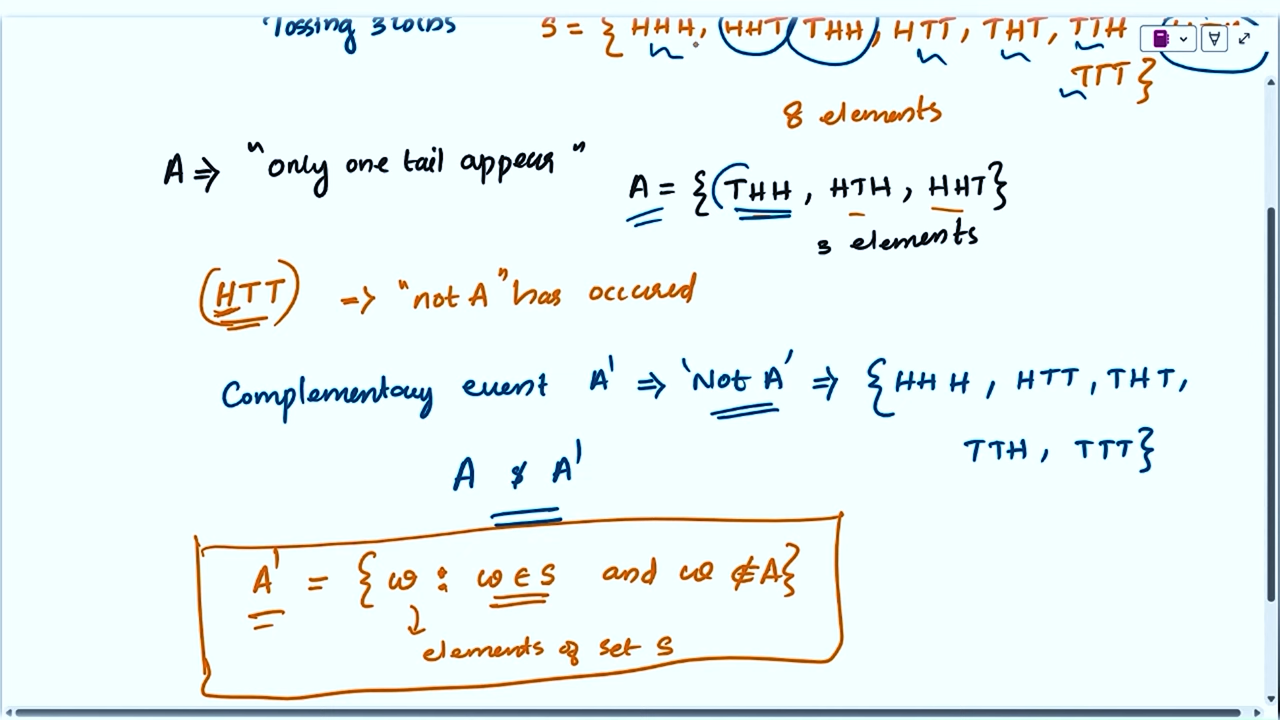 Tossing 3 coins S = { HHH, HHT, THH, HTT, THT, TTH
TTT }
8 elements
A ⇒ "only one tail appear"
A = { THH, HTH, HHT }
3 elements
(HTT) => "not A" has occured
Complementary event A' ⇒ 'Not A' ⇒ { HHH, HTT, THT,
TTH, TTT }
A & A'
A' = { ω : ω ∈ S and ω ∉ A }
↓
elements of set S